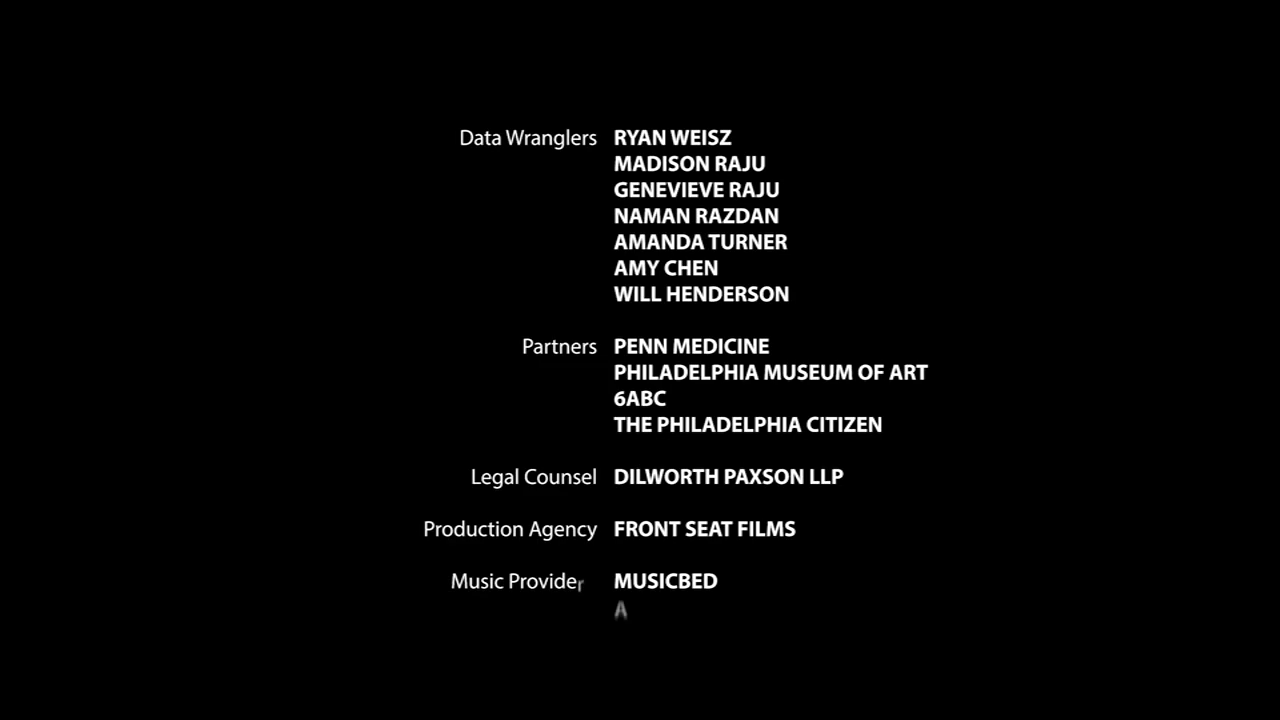 Data Wranglers RYAN WEISZ
MADISON RAJU
GENEVIEVE RAJU
NAMAN RAZDAN
AMANDA TURNER
AMY CHEN
WILL HENDERSON
Partners PENN MEDICINE
PHILADELPHIA MUSEUM OF ART
6ABC
THE PHILADELPHIA CITIZEN
Legal Counsel DILWORTH PAXSON LLP
Production Agency FRONT SEAT FILMS
Music Provider MUSICBED
A